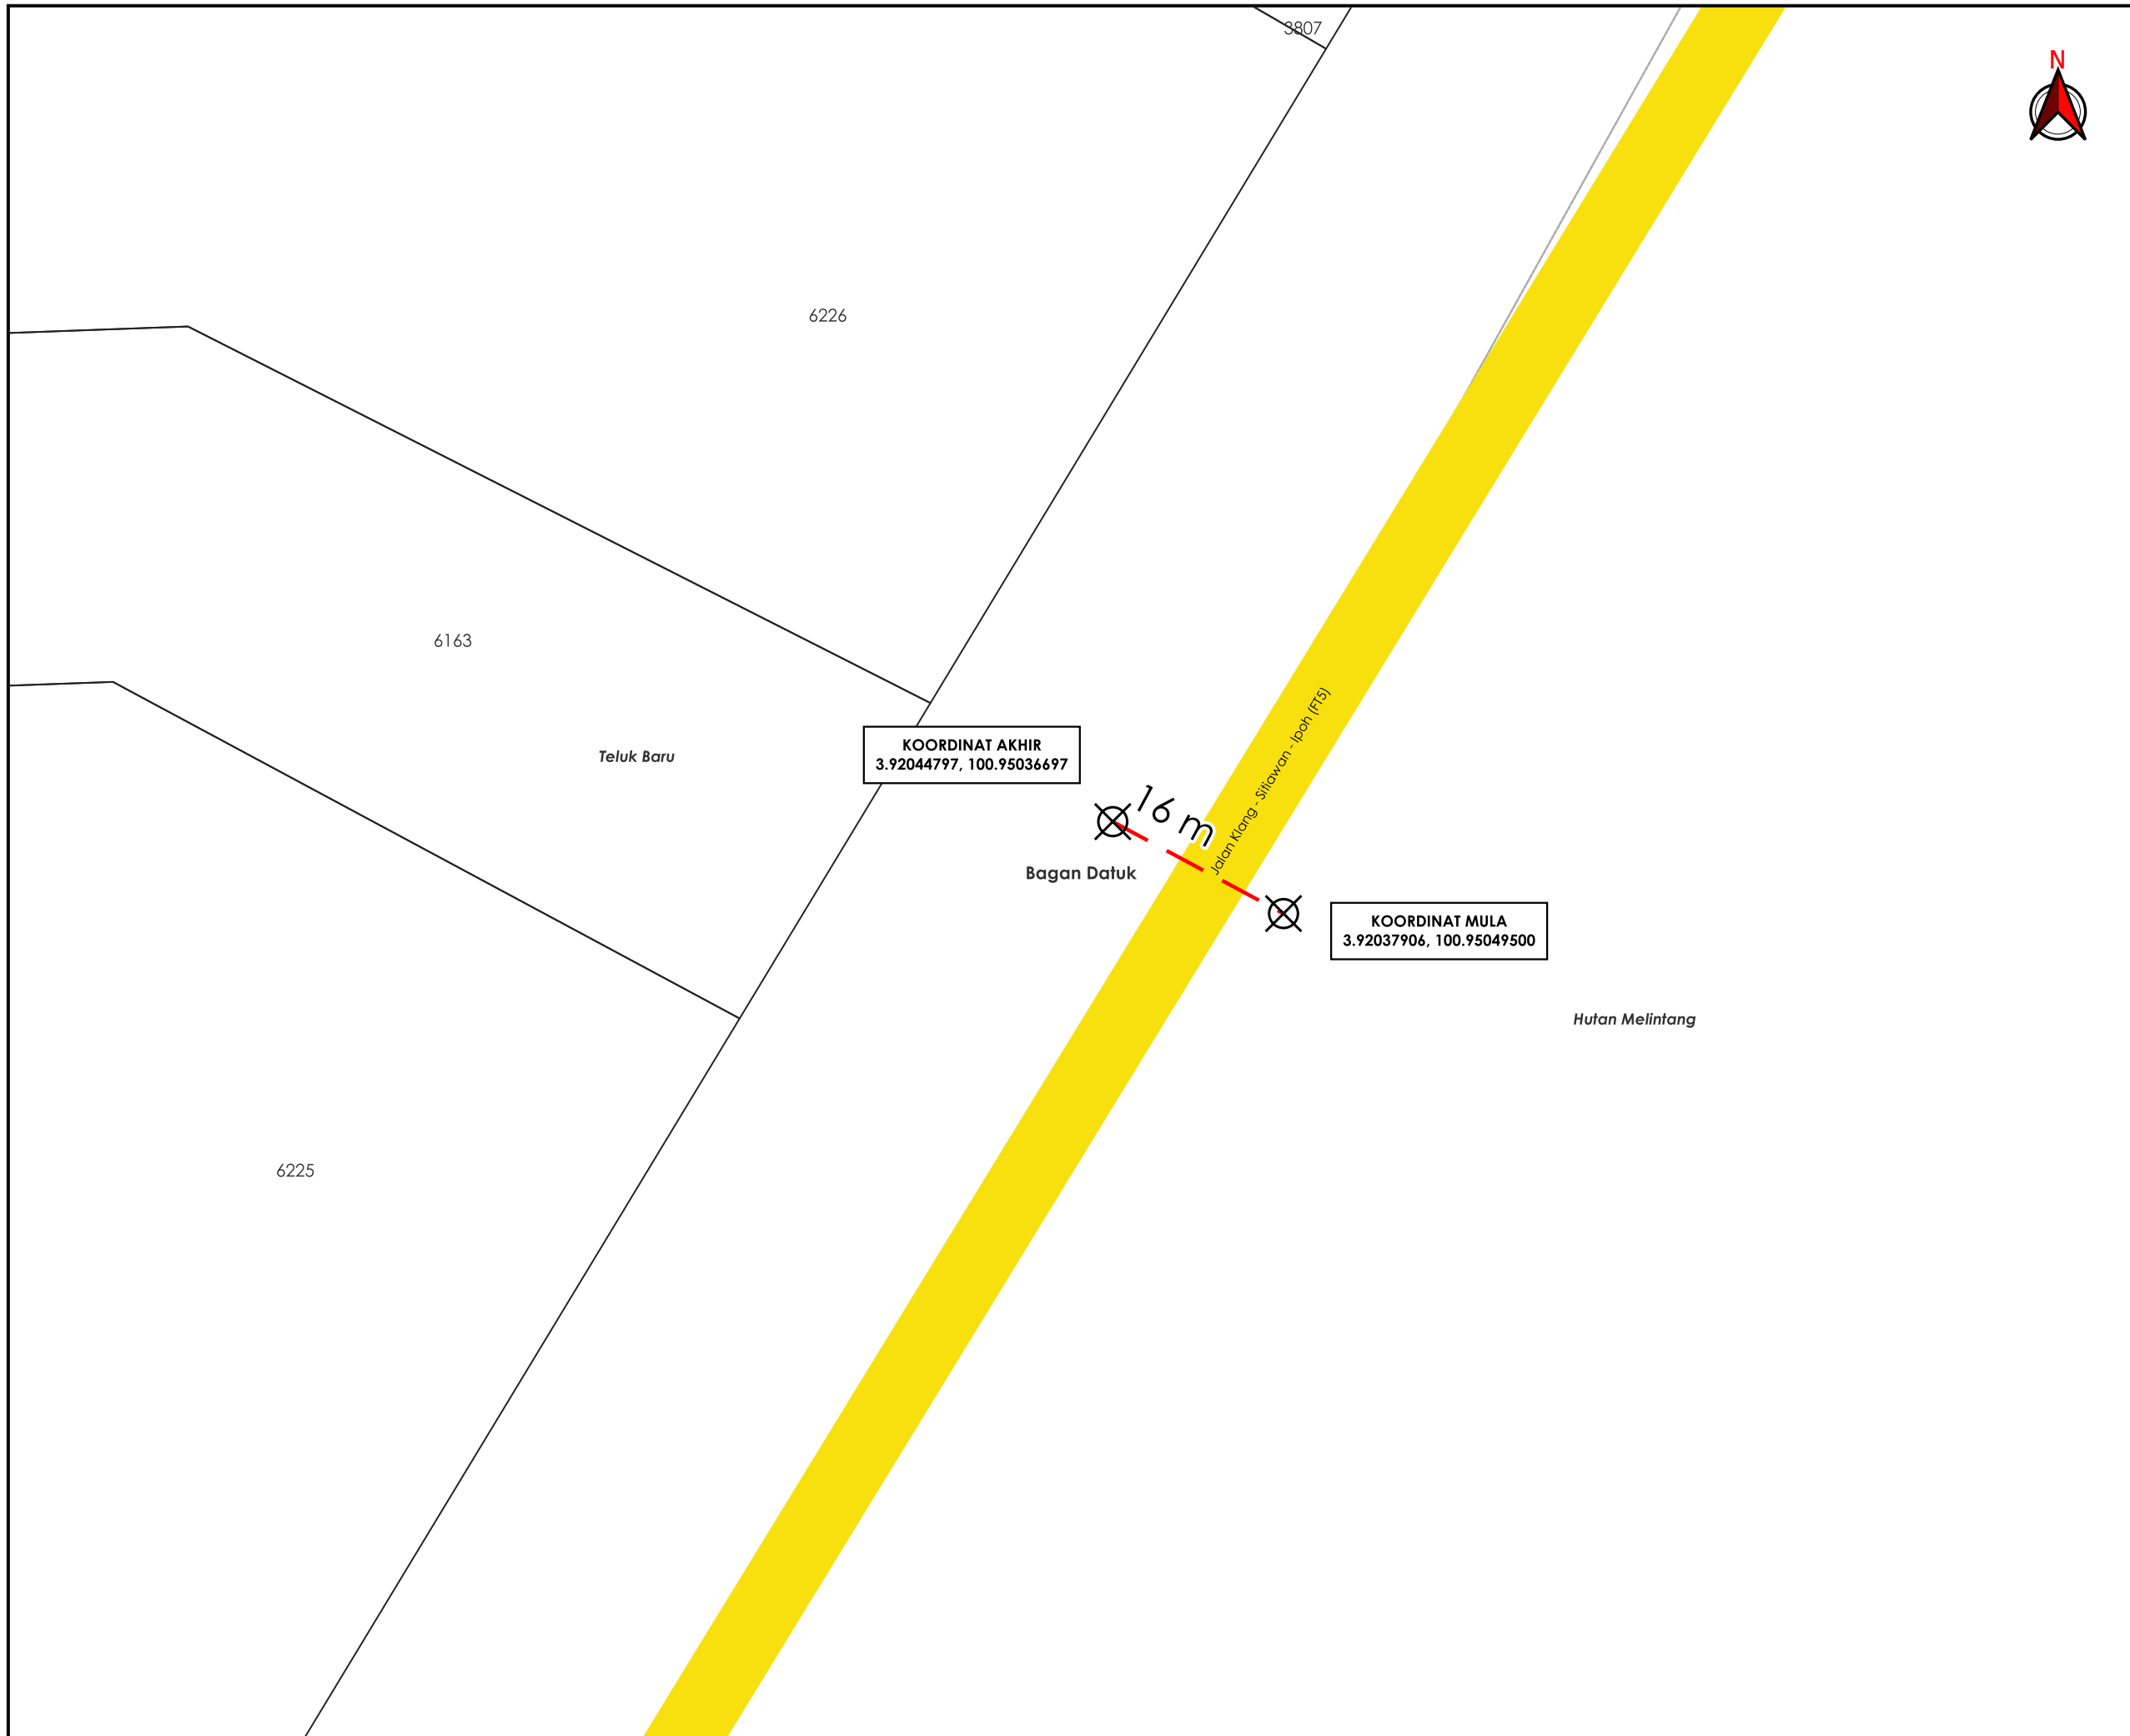 3807
N
6226
6163
Jalan Klang - Sitiawan - Ipoh (FT5)
Teluk Baru
KOORDINAT AKHIR
3.92044797, 100.95036697
16 m
Bagan Datuk
KOORDINAT MULA
3.92037906, 100.95049500
Hutan Melintang
6225